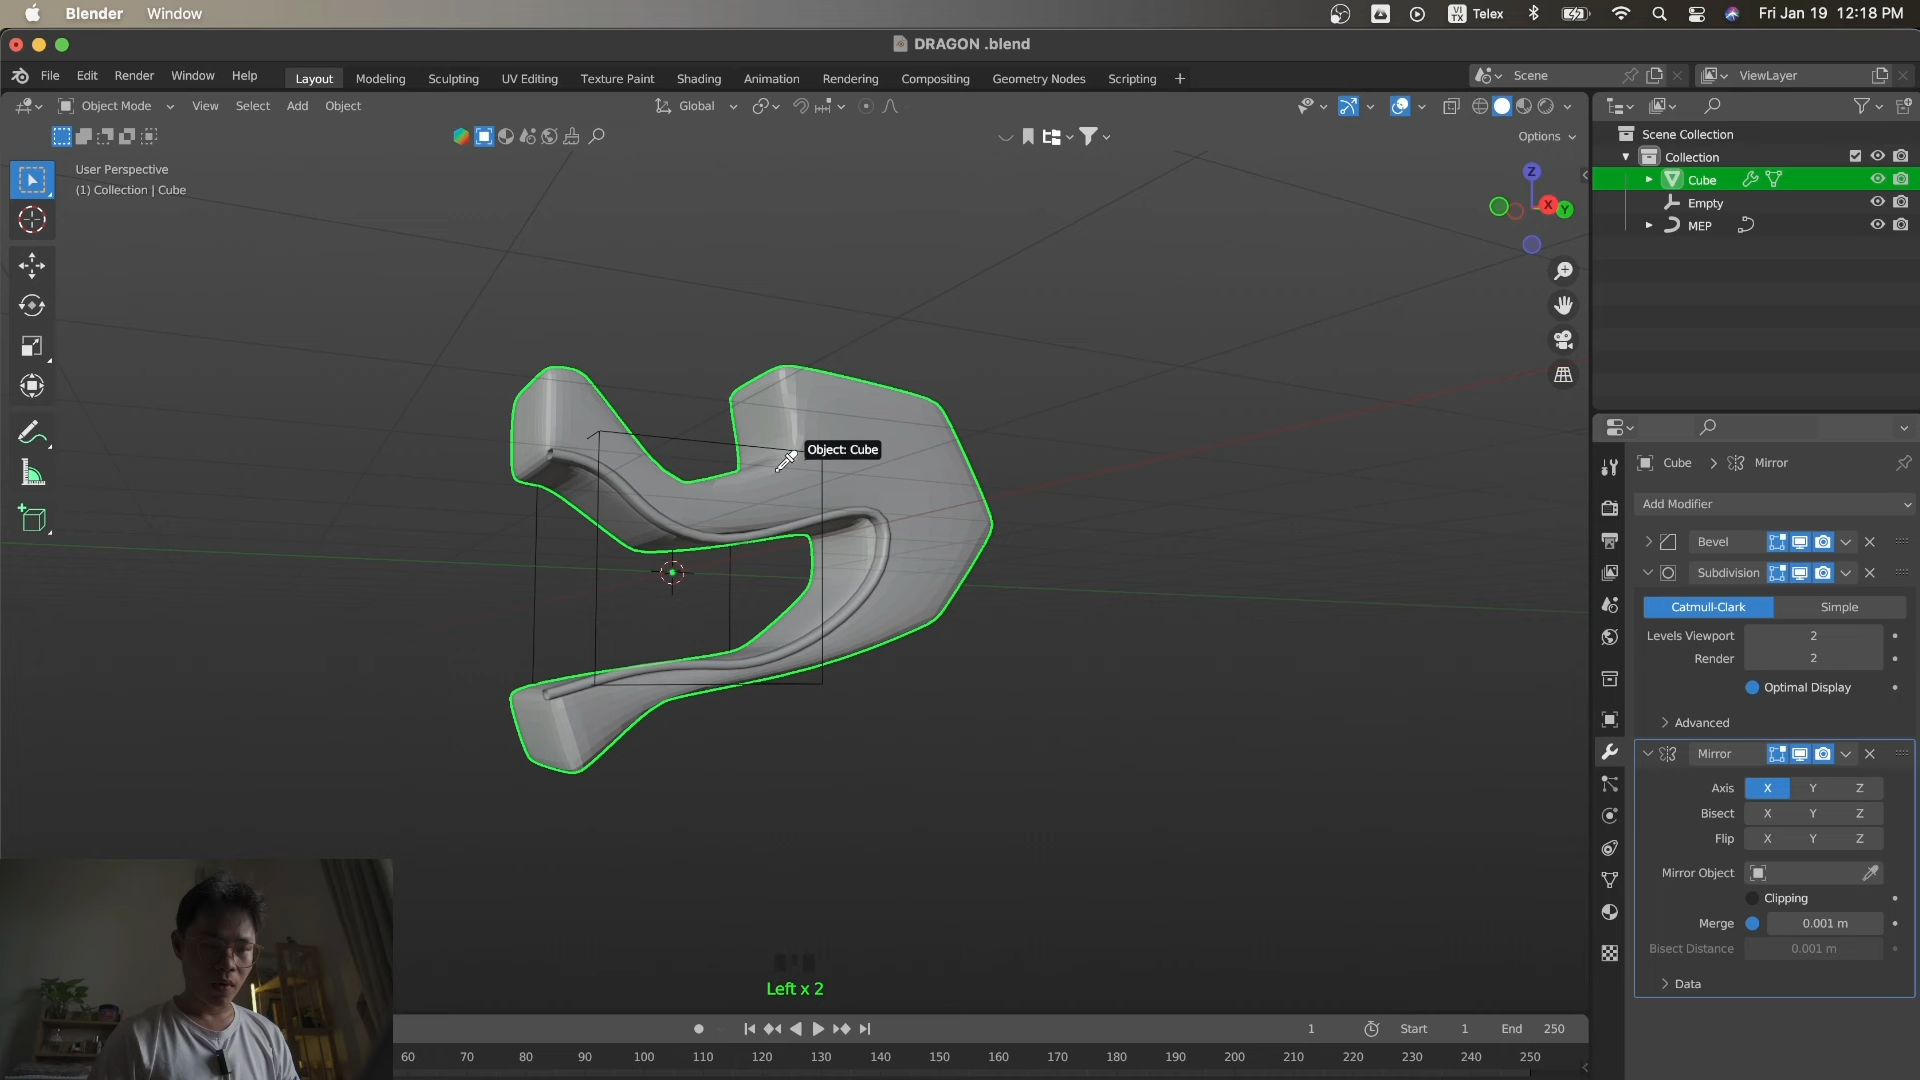 Blender Window Telex Fri Jan 19 12:18 PM
DRAGON .blend
File Edit Render Window Help Layout Modeling Sculpting UV Editing Texture Paint Shading Animation Rendering Compositing Geometry Nodes Scripting + Scene ViewLayer
Object Mode View Select Add Object Global
Options
User Perspective
(1) Collection | Cube
Z
X
Y
Scene Collection
Collection
Cube
Empty
MEP
Object: Cube
Cube > Mirror
Add Modifier
Bevel
Subdivision
Catmull-Clark Simple
Levels Viewport 2
Render 2
Optimal Display
Advanced
Mirror
Axis X Y Z
Bisect X Y Z
Flip X Y Z
Mirror Object
Clipping
Merge 0.001 m
Bisect Distance 0.001 m
Data
Left x 2
1 Start 1 End 250
60 70 80 90 100 110 120 130 140 150 160 170 180 190 200 210 220 230 240 250